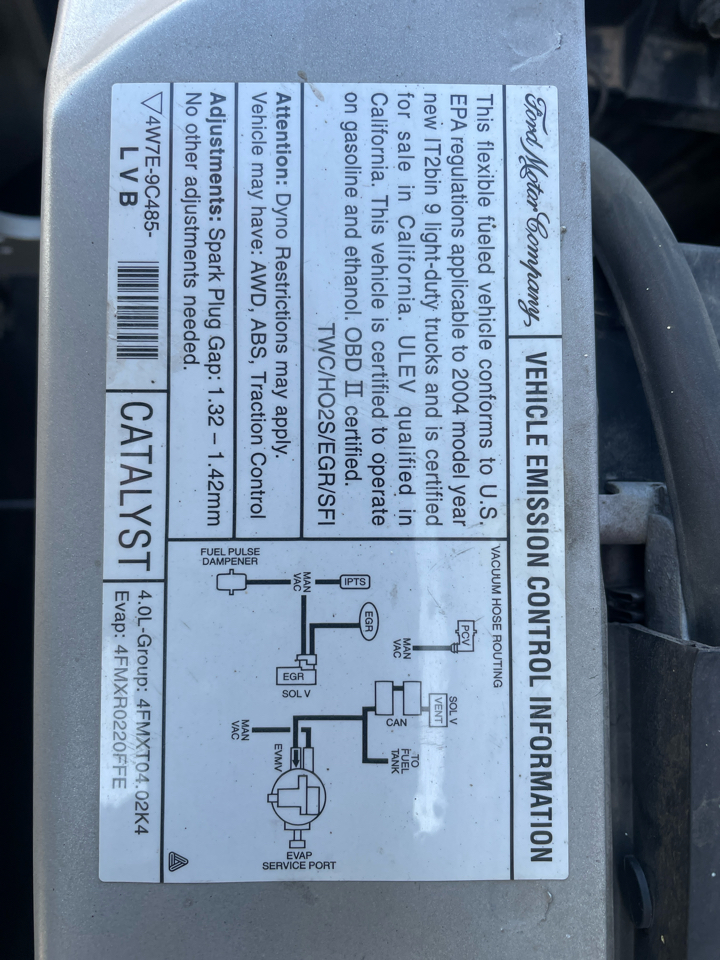 Ford Motor Company,
VEHICLE EMISSION CONTROL INFORMATION
This flexible fueled vehicle conforms to U.S.
EPA regulations applicable to 2004 model year
new IT2bin 9 light-duty trucks and is certified
for sale in California. ULEV qualified in
California. This vehicle is certified to operate
on gasoline and ethanol. OBD II certified.
TWC/HO2S/EGR/SFI
Attention: Dyno Restrictions may apply.
Vehicle may have: AWD, ABS, Traction Control
Adjustments: Spark Plug Gap: 1.32 – 1.42mm
No other adjustments needed.
4W7E-9C485-
L V B
CATALYST
VACUUM HOSE ROUTING
PCV
MAN
VAC
SOL V
VENT
CAN
TO
FUEL
TANK
EGR
IPTS
MAN
VAC
FUEL PULSE
DAMPENER
EGR
SOL V
MAN
VAC
EVMV
EVAP
SERVICE PORT
4.0L-Group: 4FMXT04.02K4
Evap: 4FMXR0220FFE